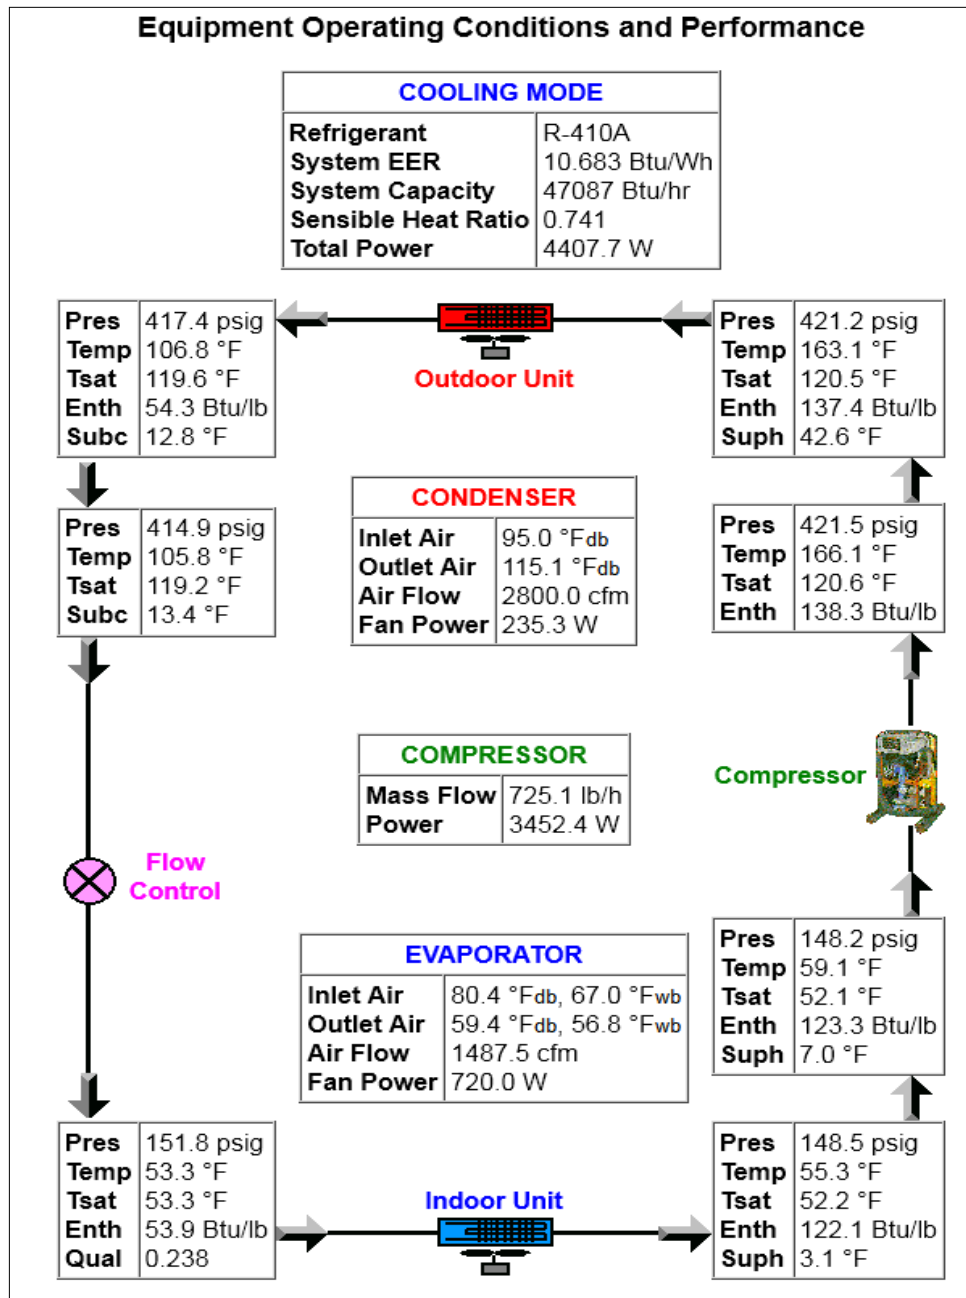 Equipment Operating Conditions and Performance
COOLING MODE
Refrigerant R-410A
System EER 10.683 Btu/Wh
System Capacity 47087 Btu/hr
Sensible Heat Ratio 0.741
Total Power 4407.7 W
Pres 417.4 psig
Temp 106.8 °F
Tsat 119.6 °F
Enth 54.3 Btu/lb
Subc 12.8 °F
Outdoor Unit
Pres 421.2 psig
Temp 163.1 °F
Tsat 120.5 °F
Enth 137.4 Btu/lb
Suph 42.6 °F
Pres 414.9 psig
Temp 105.8 °F
Tsat 119.2 °F
Subc 13.4 °F
CONDENSER
Inlet Air 95.0 °Fdb
Outlet Air 115.1 °Fdb
Air Flow 2800.0 cfm
Fan Power 235.3 W
Pres 421.5 psig
Temp 166.1 °F
Tsat 120.6 °F
Enth 138.3 Btu/lb
COMPRESSOR
Mass Flow 725.1 lb/h
Power 3452.4 W
Compressor
Flow
Control
EVAPORATOR
Inlet Air 80.4 °Fdb, 67.0 °Fwb
Outlet Air 59.4 °Fdb, 56.8 °Fwb
Air Flow 1487.5 cfm
Fan Power 720.0 W
Pres 148.2 psig
Temp 59.1 °F
Tsat 52.1 °F
Enth 123.3 Btu/lb
Suph 7.0 °F
Pres 151.8 psig
Temp 53.3 °F
Tsat 53.3 °F
Enth 53.9 Btu/lb
Qual 0.238
Indoor Unit
Pres 148.5 psig
Temp 55.3 °F
Tsat 52.2 °F
Enth 122.1 Btu/lb
Suph 3.1 °F